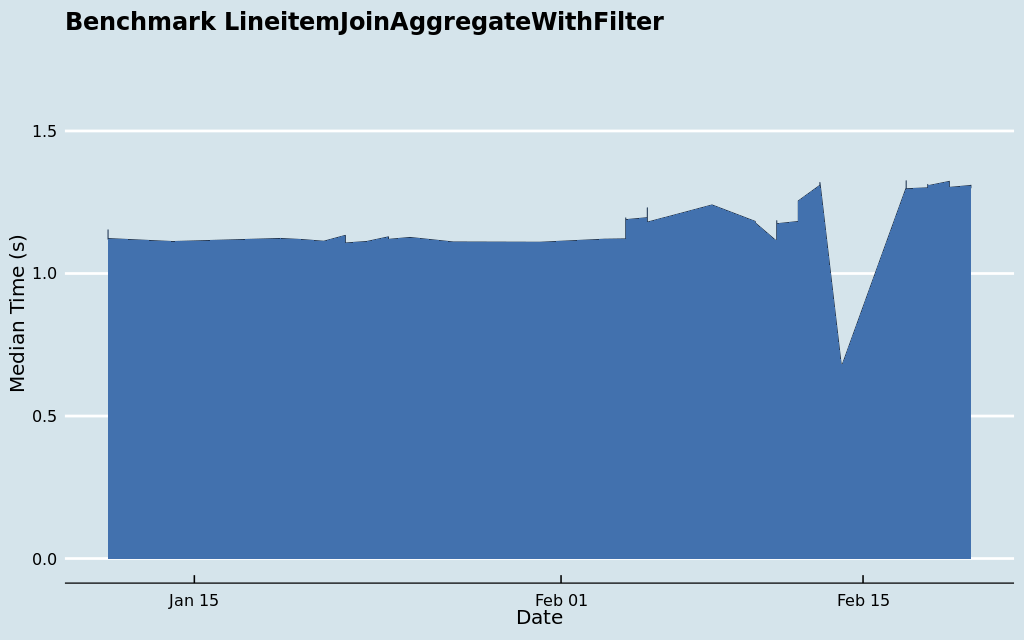 Benchmark LineitemJoinAggregateWithFilter
1.5
1.0
0.5
0.0
Median Time (s)
Jan 15
Feb 01
Feb 15
Date